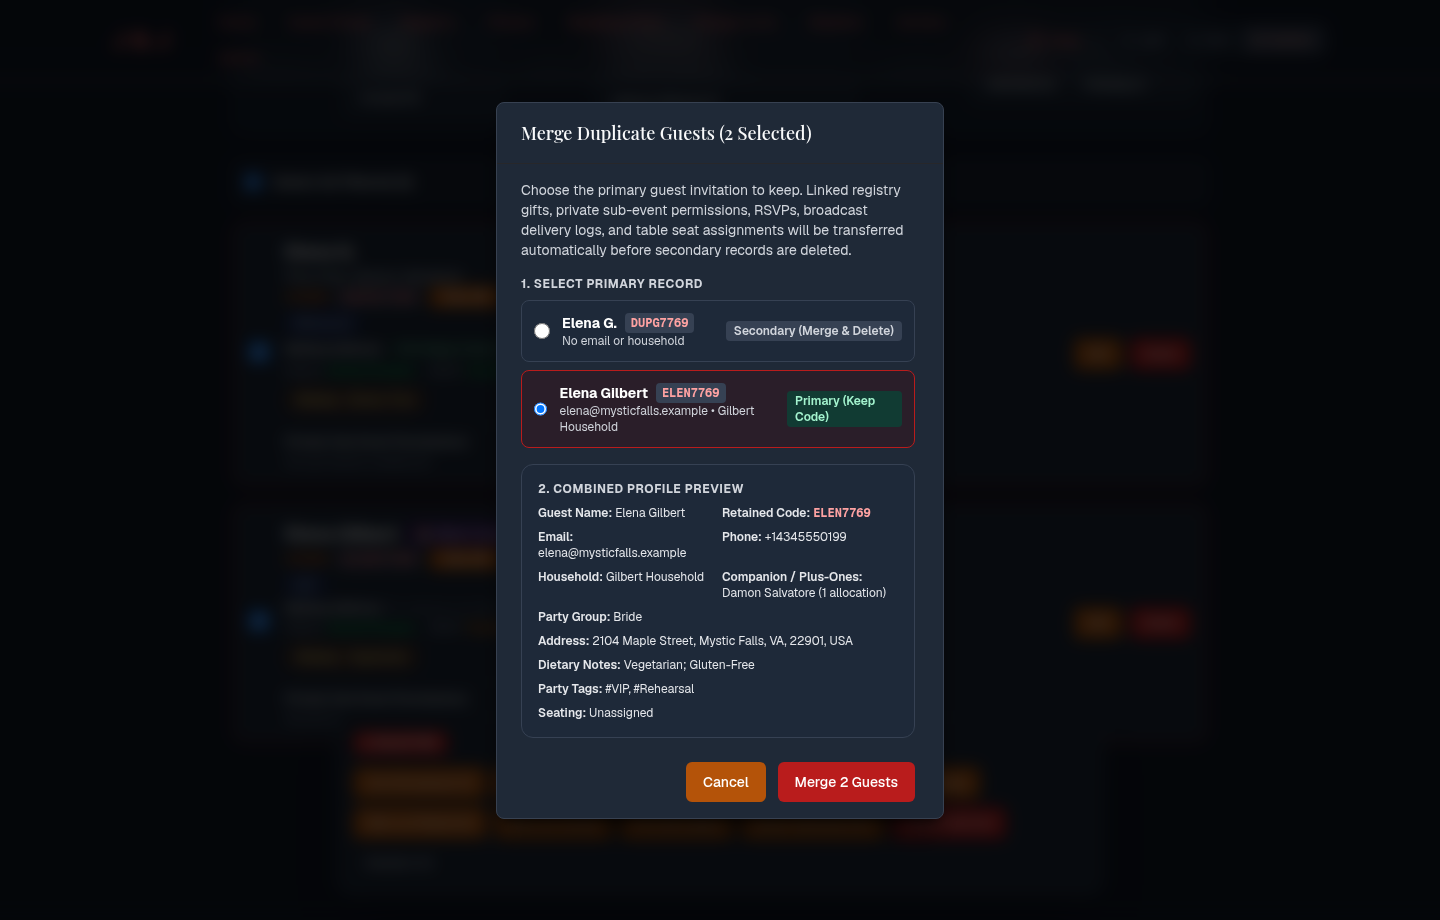 Merge Duplicate Guests (2 Selected)
Choose the primary guest invitation to keep. Linked registry
gifts, private sub-event permissions, RSVPs, broadcast
delivery logs, and table seat assignments will be transferred
automatically before secondary records are deleted.
1. SELECT PRIMARY RECORD
Elena G. DUPG7769
No email or household
Secondary (Merge & Delete)
Elena Gilbert ELEN7769
elena@mysticfalls.example • Gilbert
Household
Primary (Keep
Code)
2. COMBINED PROFILE PREVIEW
Guest Name: Elena Gilbert
Retained Code: ELEN7769
Email:
elena@mysticfalls.example
Phone: +14345550199
Household: Gilbert Household
Companion / Plus-Ones:
Damon Salvatore (1 allocation)
Party Group: Bride
Address: 2104 Maple Street, Mystic Falls, VA, 22901, USA
Dietary Notes: Vegetarian; Gluten-Free
Party Tags: #VIP, #Rehearsal
Seating: Unassigned
Cancel
Merge 2 Guests